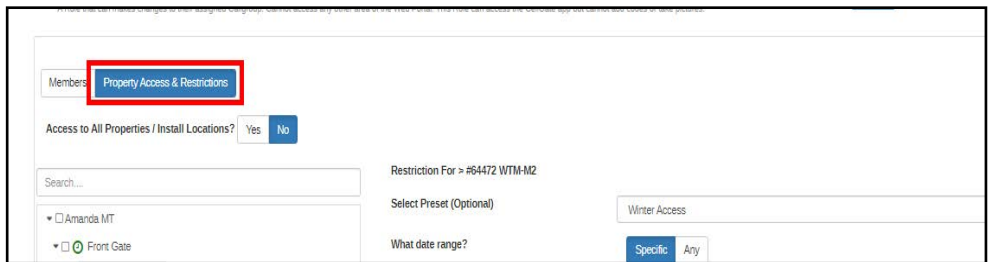 A Role that can makes changes to their assigned Callgroup. Cannot access any other area of the Web Portal. This Role can access the CellGate app but cannot add codes or take pictures.
Members Property Access & Restrictions
Access to All Properties / Install Locations? Yes No
Search...
Amanda MT
Front Gate
Restriction For > #64472 WTM-M2
Select Preset (Optional) Winter Access
What date range? Specific Any